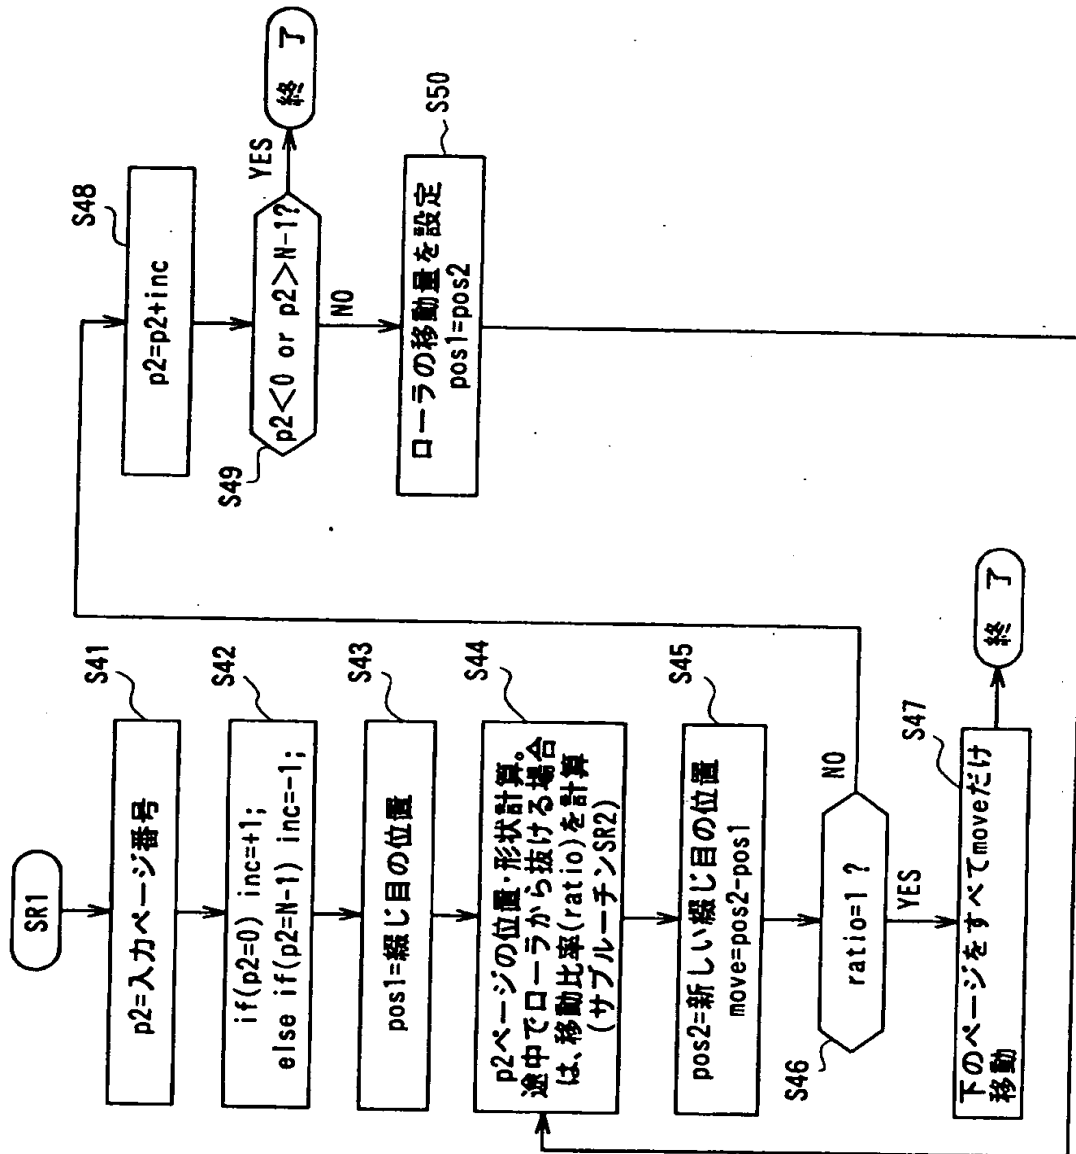 SR1
S41
p2=入力ページ番号
S42
if(p2=0) inc=+1;
else if(p2=N-1) inc=-1;
S43
pos1=綴じ目の位置
S44
p2ページの位置・形状計算。
途中でローラから抜ける場合
は、移動比率(ratio)を計算
(サブルーチンSR2)
S45
pos2=新しい綴じ目の位置
move=pos2-pos1
S46
ratio=1 ?
NO
YES
S47
下のページをすべてmoveだけ
移動
終 了
S48
p2=p2+inc
S49
p2<0 or p2>N-1?
YES
終 了
NO
S50
ローラの移動量を設定
pos1=pos2